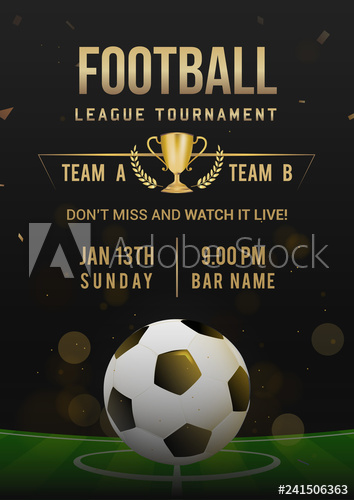 FOOTBALL
LEAGUE TOURNAMENT
TEAM A TEAM B
DON'T MISS AND WATCH IT LIVE!
JAN 13TH 9.00 PM
SUNDAY BAR NAME
Adobe Stock
#241506363